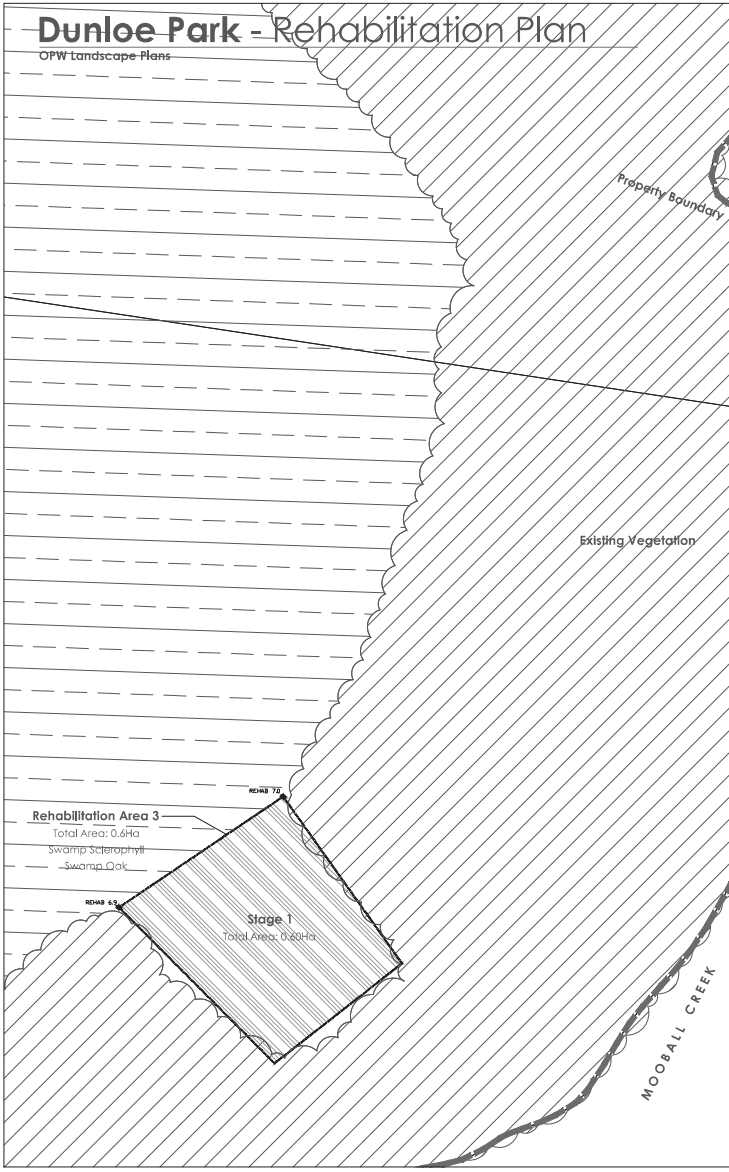 Dunloe Park - Rehabilitation Plan
OPW Landscape Plans
Property Boundary
Existing Vegetation
REHAB 7.0
Rehabilitation Area 3
Total Area: 0.6Ha
Swamp Sclerophyll
Swamp Oak
REHAB 6.9
Stage 1
Total Area: 0.60Ha
MOOBALL CREEK